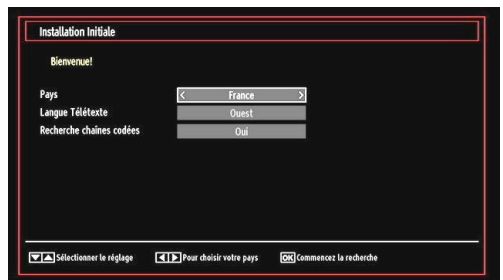 Installation Initiale
Bienvenue!
Pays < France >
Langue Télétexte Ouest
Recherche chaines codées Oui
Sélectionner le réglage Pour choisir votre pays OK Commencez la recherche